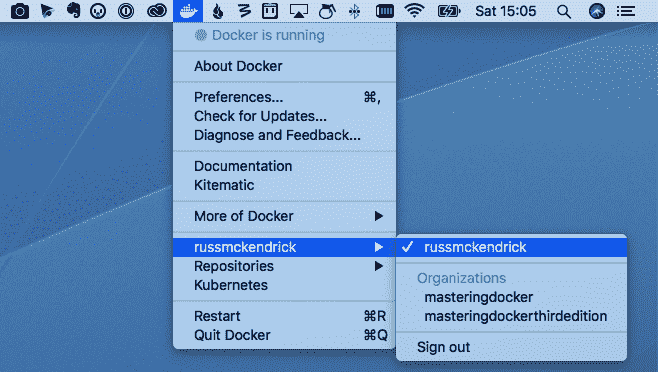 Sat 15:05
Docker is running
About Docker
Preferences... ⌘,
Check for Updates...
Diagnose and Feedback...
Documentation
Kitematic
More of Docker
russmckendrick
Repositories
Kubernetes
Restart ⌘R
Quit Docker ⌘Q
russmckendrick
Organizations
masteringdocker
masteringdockerthirdedition
Sign out